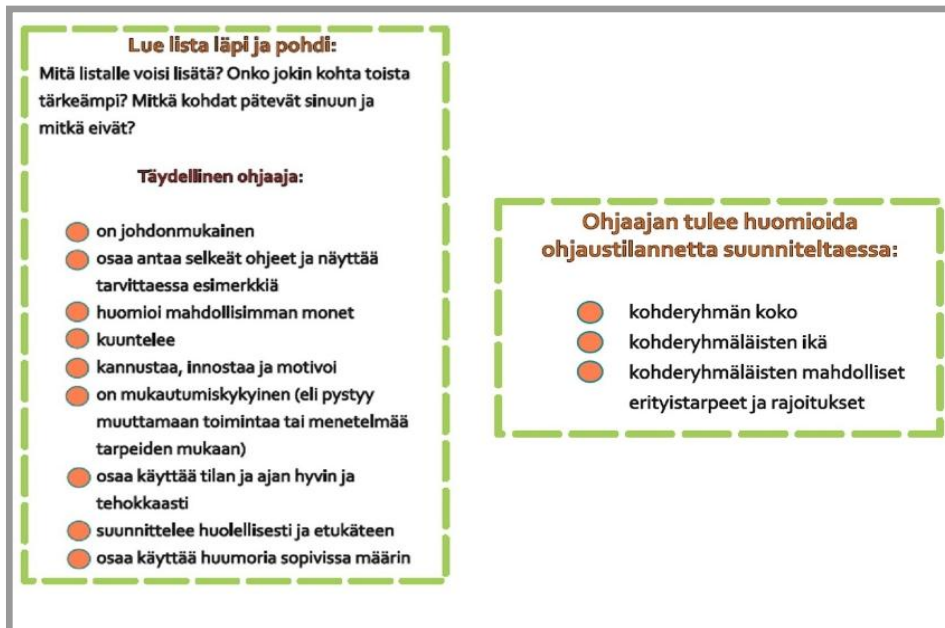 Lue lista läpi ja pohdi:
Mitä listalle voisi lisätä? Onko jokin kohta toista
tärkeämpi? Mitkä kohdat pätevät sinuun ja
mitkä eivät?
Täydellinen ohjaaja:
on johdonmukainen
osaa antaa selkeät ohjeet ja näyttää
tarvittaessa esimerkkiä
huomioi mahdollisimman monet
kuuntelee
kannustaa, innostaa ja motivoi
on mukautumiskykyinen (eli pystyy
muuttamaan toimintaa tai menetelmää
tarpeiden mukaan)
osaa käyttää tilan ja ajan hyvin ja
tehokkaasti
suunnittelee huolellisesti ja etukäteen
osaa käyttää huumoria sopivissa määrin
Ohjaajan tulee huomioida
ohjaustilannetta suunniteltaessa:
kohderyhmän koko
kohderyhmäläisten ikä
kohderyhmäläisten mahdolliset
erityistarpeet ja rajoitukset